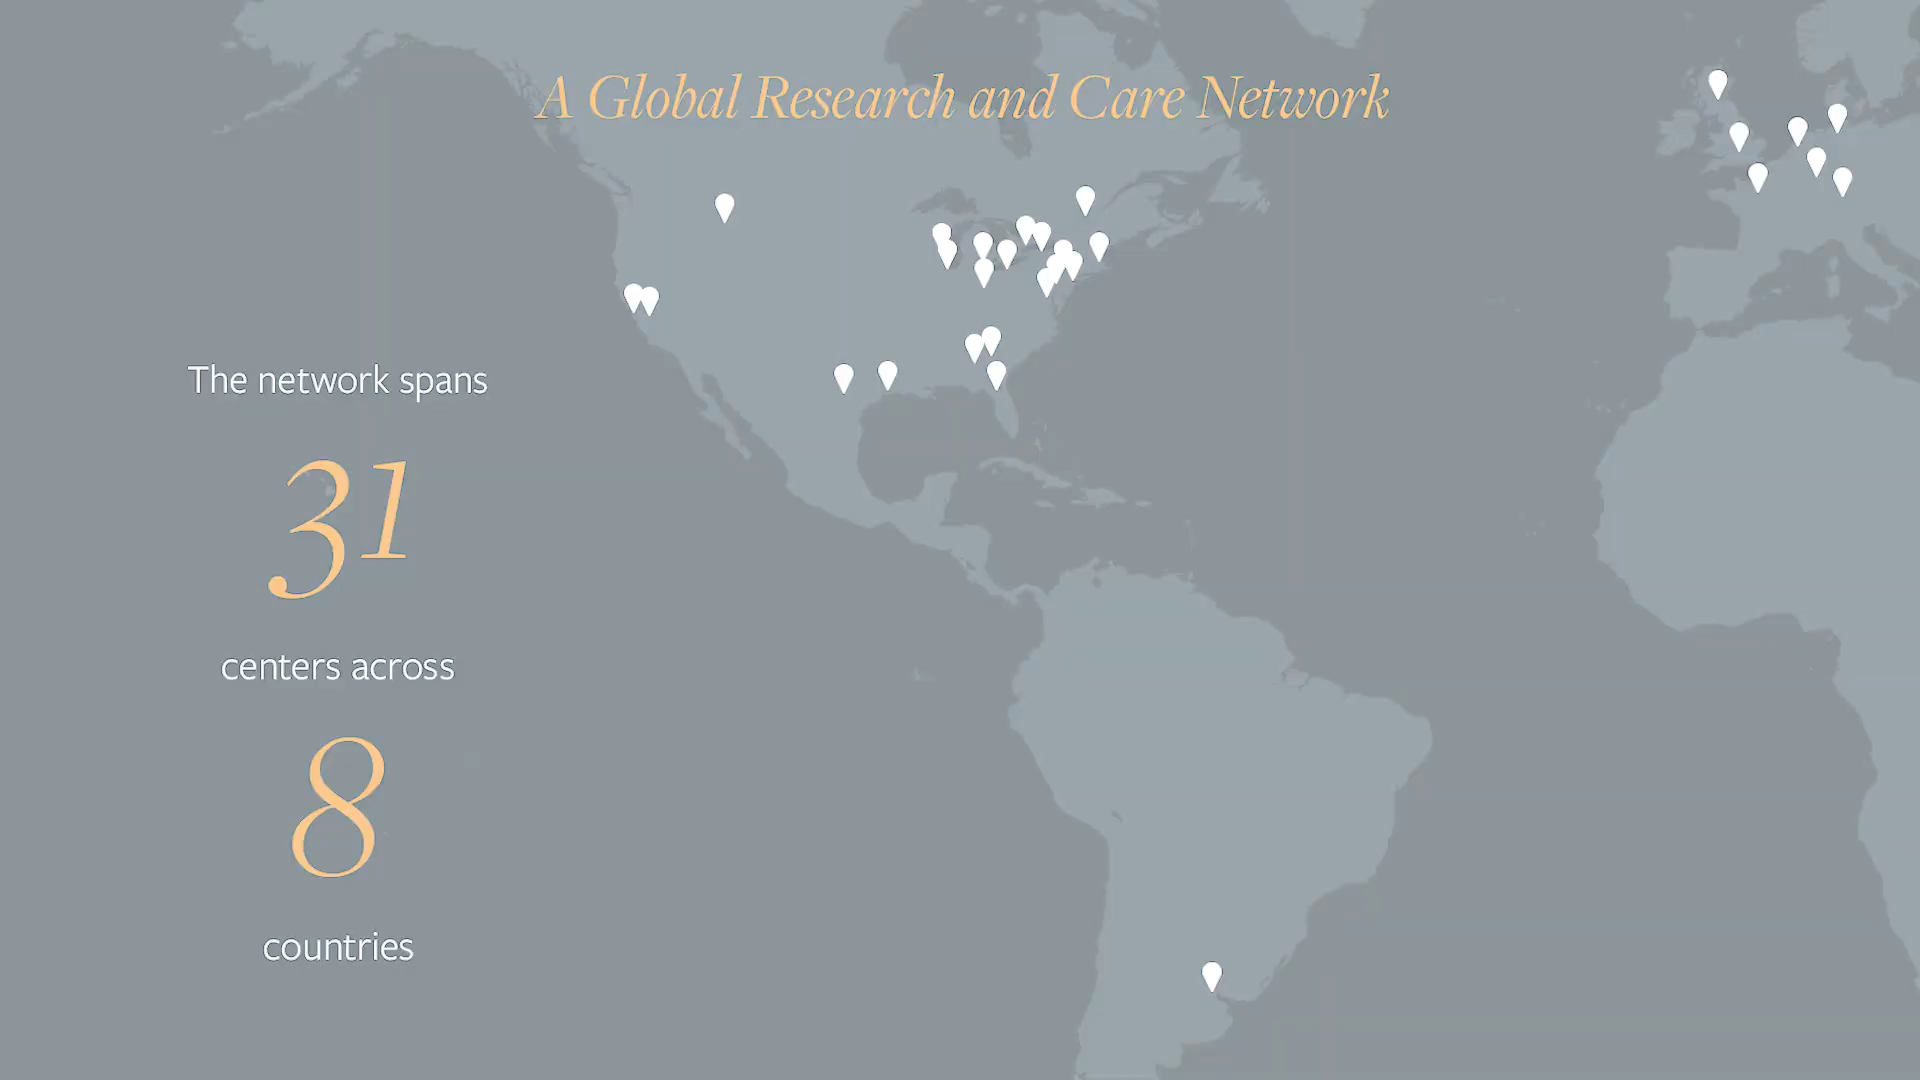 A Global Research and Care Network
The network spans
31
centers across
8
countries